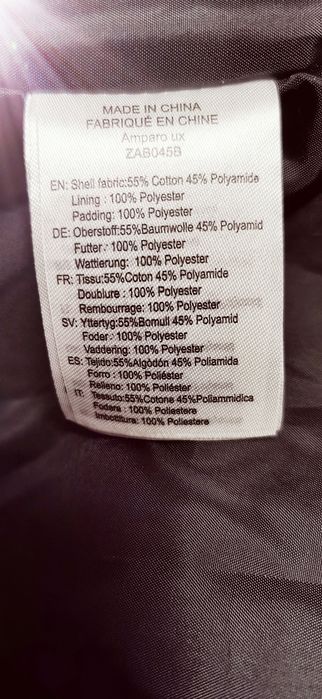 MADE IN CHINA
FABRIQUÉ EN CHINE
Amparo ux
ZAB045B
EN: Shell fabric:55% Cotton 45% Polyamide
Lining : 100% Polyester
Padding: 100% Polyester
DE: Oberstoff:55%Baumwolle 45% Polyamid
Futter: 100% Polyester
Wattierung: 100% Polyester
FR: Tissu:55%Coton 45% Polyamide
Doublure : 100% Polyester
Rembourrage: 100% Polyester
SV: Yttertyg:55%Bomull 45% Polyamid
Foder : 100% Polyester
Vaddering: 100% Polyester
ES: Tejido:55%Algòdón 45% Poliamida
Forro : 100% Poliéster
Relleno: 100% Poliéster
IT: Tessuto:55%Cotone 45%Poliammidica
Fodera : 100% Poliestere
Imbottitura: 100% Poliestere